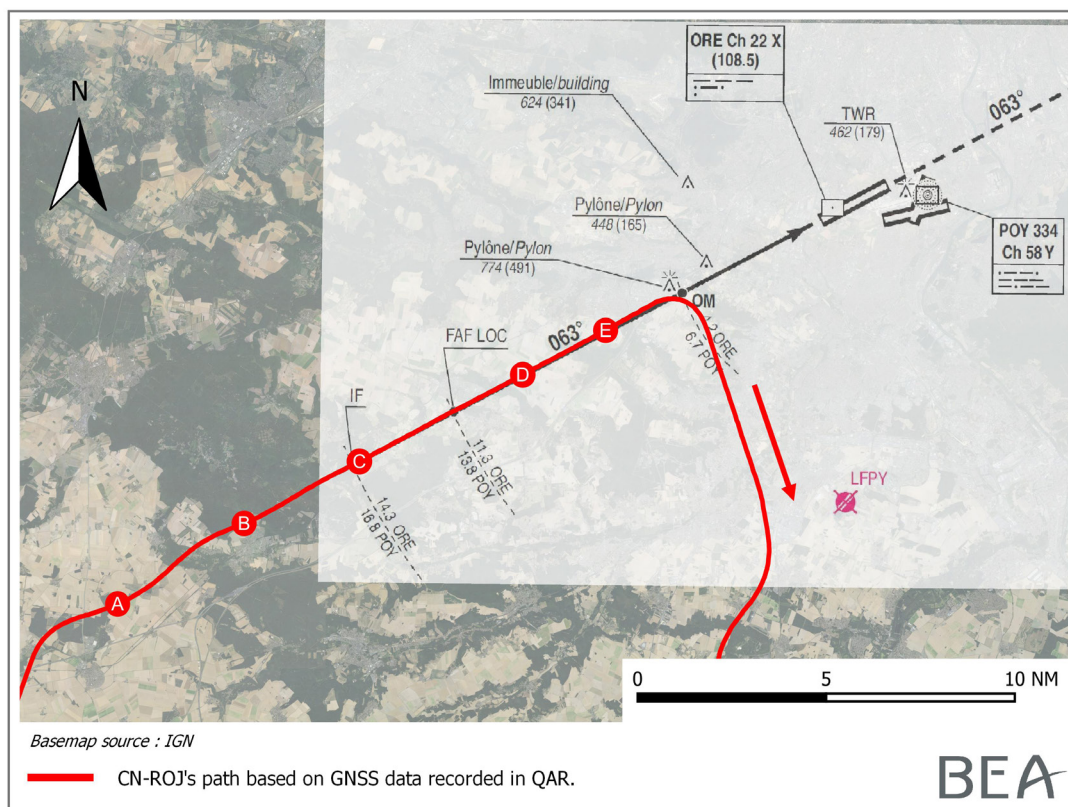 N
ORE Ch 22 X
(108.5)
Immeuble/building
624 (341)
TWR
462 (179)
063°
Pylône/Pylon
448 (165)
Pylône/Pylon
774 (491)
POY 334
Ch 58 Y
OM
063°
E
FAF LOC
6.7 POY
D
IF
C
11.3 ORE
13.8 POY
LFPY
14.3 ORE
16.8 POY
B
A
0 5 10 NM
Basemap source : IGN
CN-ROJ's path based on GNSS data recorded in QAR.
BEA